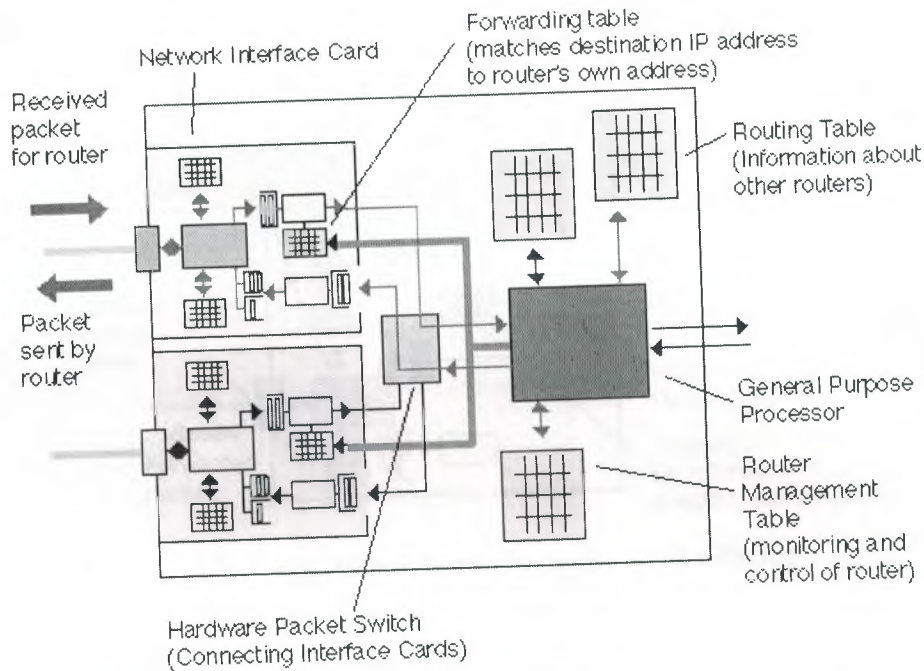 Forwarding table
(matches destination IP address
to router's own address)
Network Interface Card
Received
packet
for router
Routing Table
(Information about
other routers)
Packet
sent by
router
General Purpose
Processor
Router
Management
Table
(monitoring and
control of router)
Hardware Packet Switch
(Connecting Interface Cards)